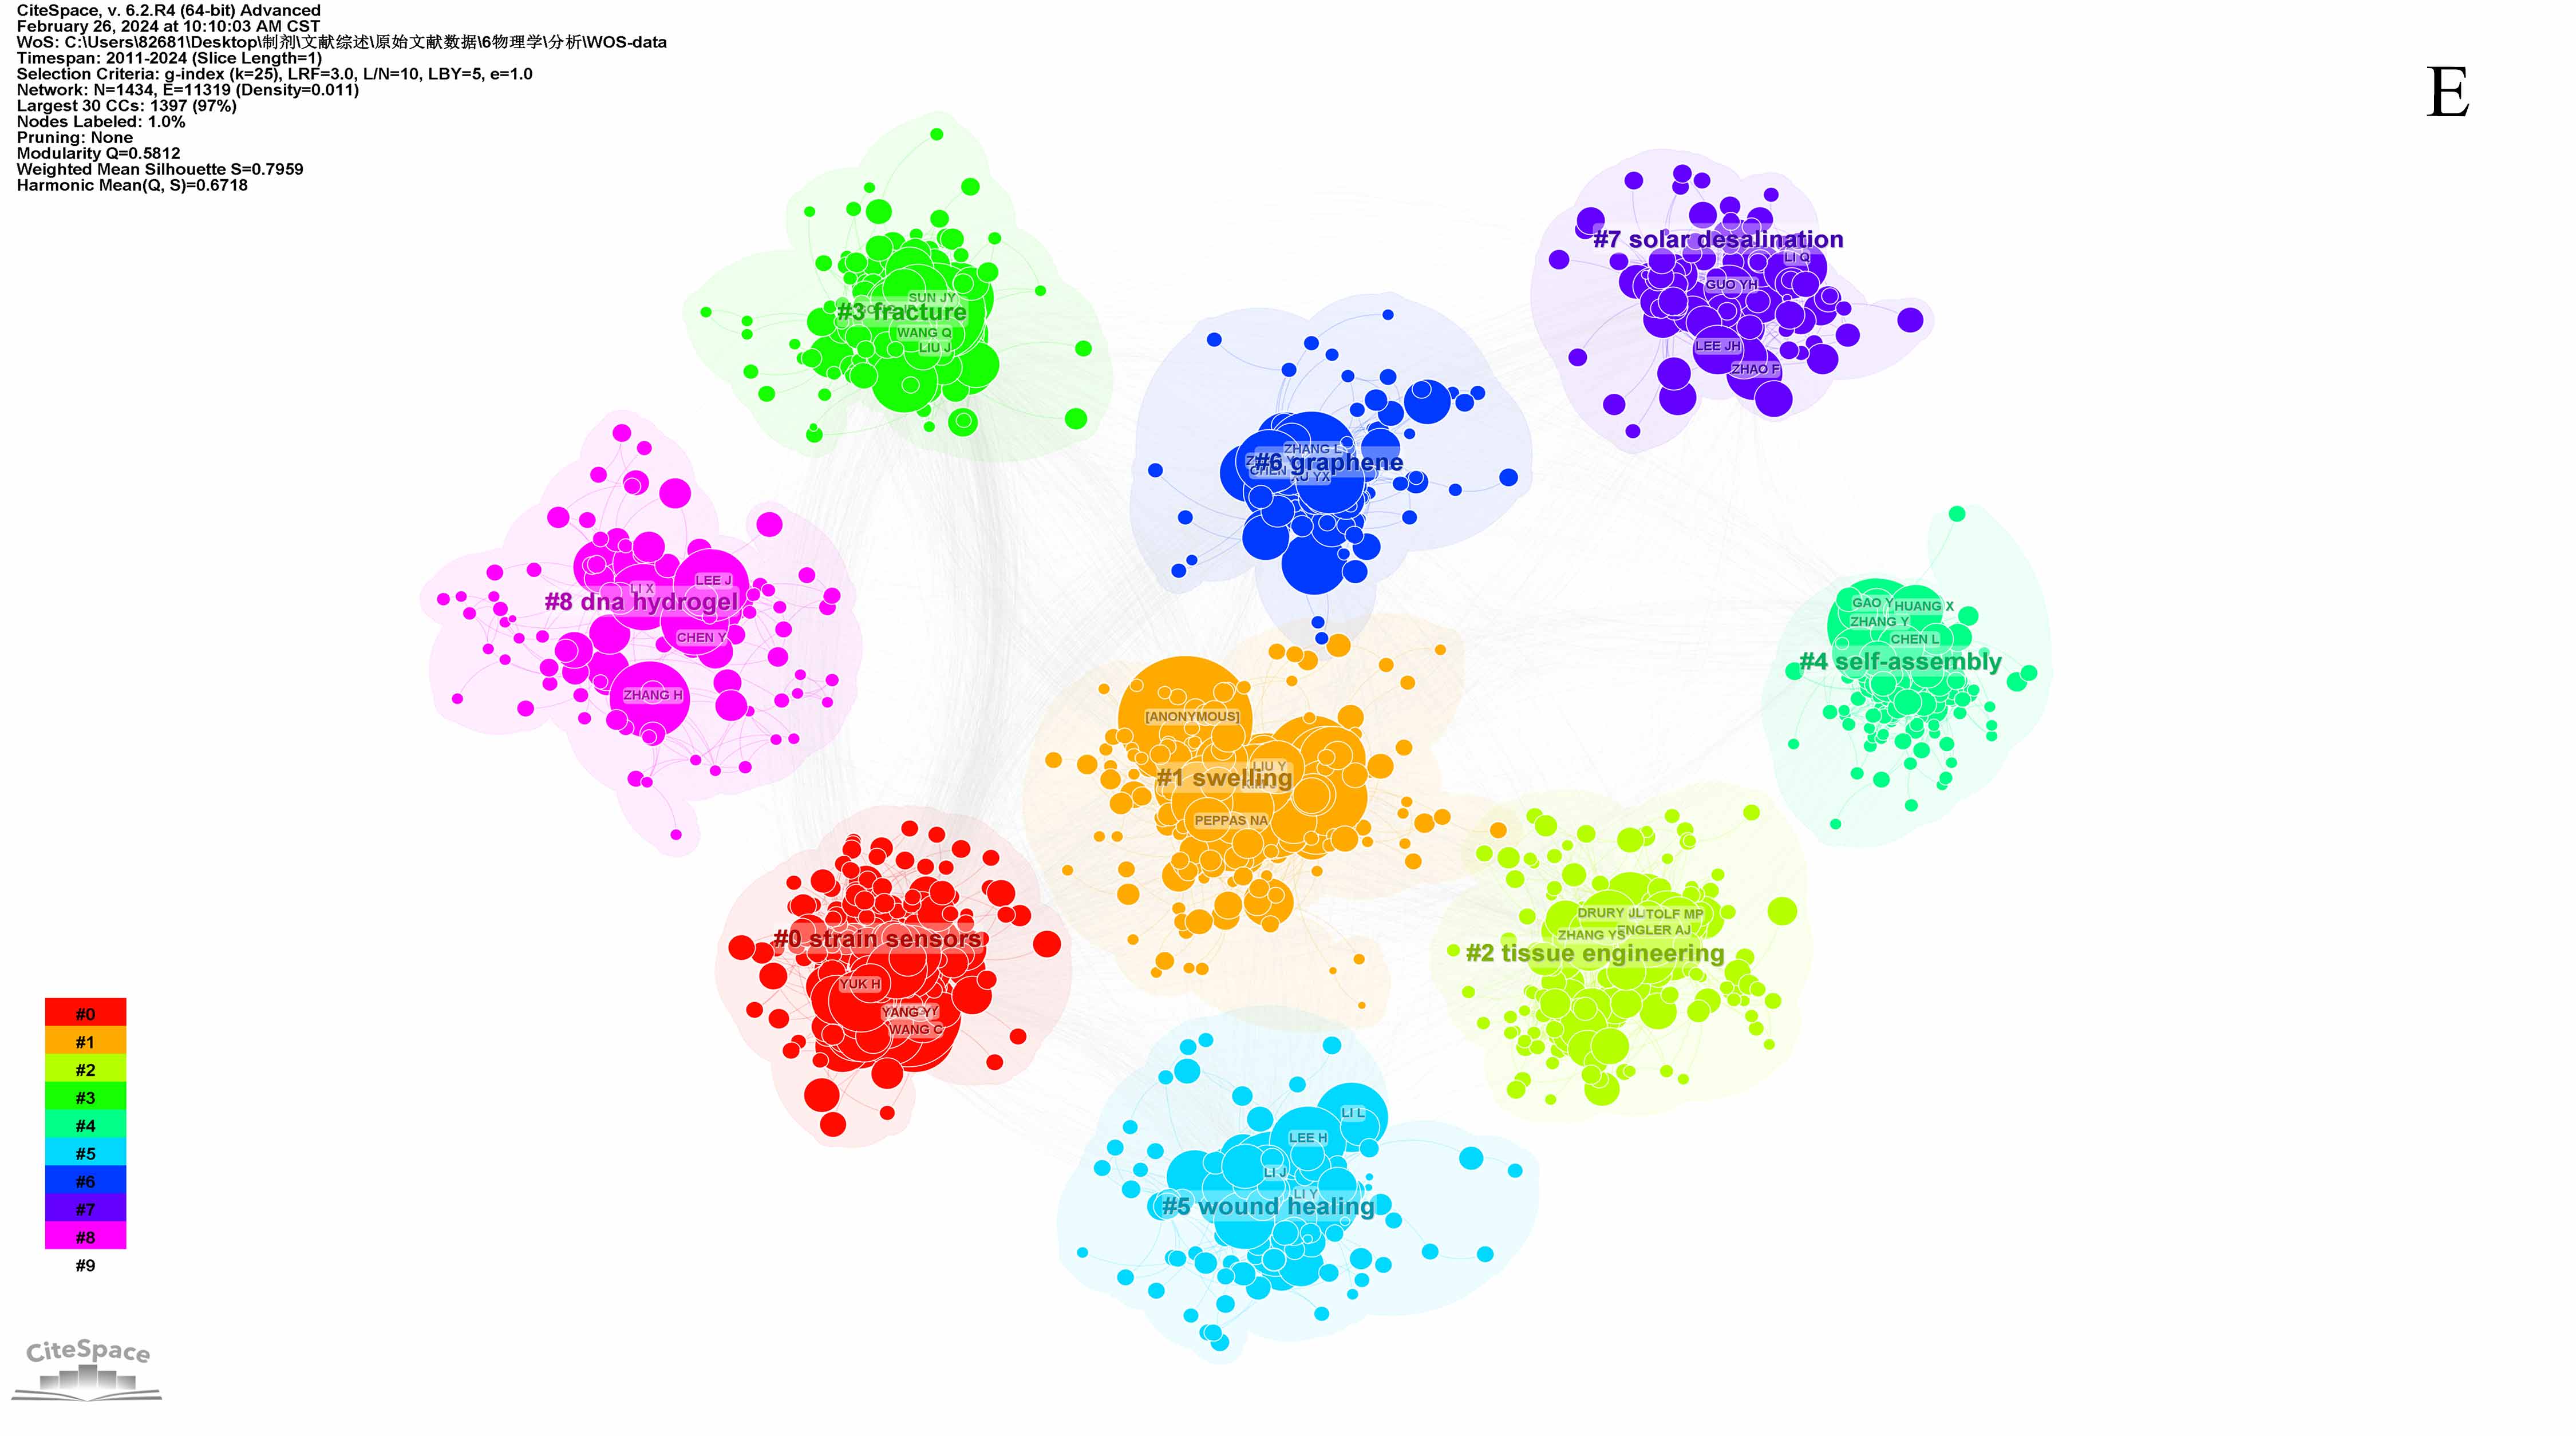 CiteSpace, v. 6.2.R4 (64-bit) Advanced
February 26, 2024 at 10:10:03 AM CST
WoS: C:\Users\82681\Desktop\制剂\文献综述\原始文献数据\6物理学\分析\WOS-data
Timespan: 2011-2024 (Slice Length=1)
Selection Criteria: g-index (k=25), LRF=3.0, L/N=10, LBY=5, e=1.0
Network: N=1434, E=11319 (Density=0.011)
Largest 30 CCs: 1397 (97%)
Nodes Labeled: 1.0%
Pruning: None
Modularity Q=0.5812
Weighted Mean Silhouette S=0.7959
Harmonic Mean(Q, S)=0.6718
E
#7 solar desalination
LI Q
GUO YH
LEE JH
ZHAO F
SUN JY
#3 fracture
WANG Q
LIU J
ZHANG L
#6 graphene
CHEN
YX
LEE J
LI X
#8 dna hydrogel
CHEN Y
ZHANG H
GAO Y
HUANG X
ZHANG Y
CHEN L
#4 self-assembly
[ANONYMOUS]
LIU Y
#1 swelling
PEPPAS NA
DRURY JL
TOLF MP
ZHANG YS
ENGLER AJ
#2 tissue engineering
#0 strain sensors
YUK H
YANG YY
WANG C
LI L
LEE H
LI J
LI Y
#5 wound healing
#0
#1
#2
#3
#4
#5
#6
#7
#8
#9
CiteSpace